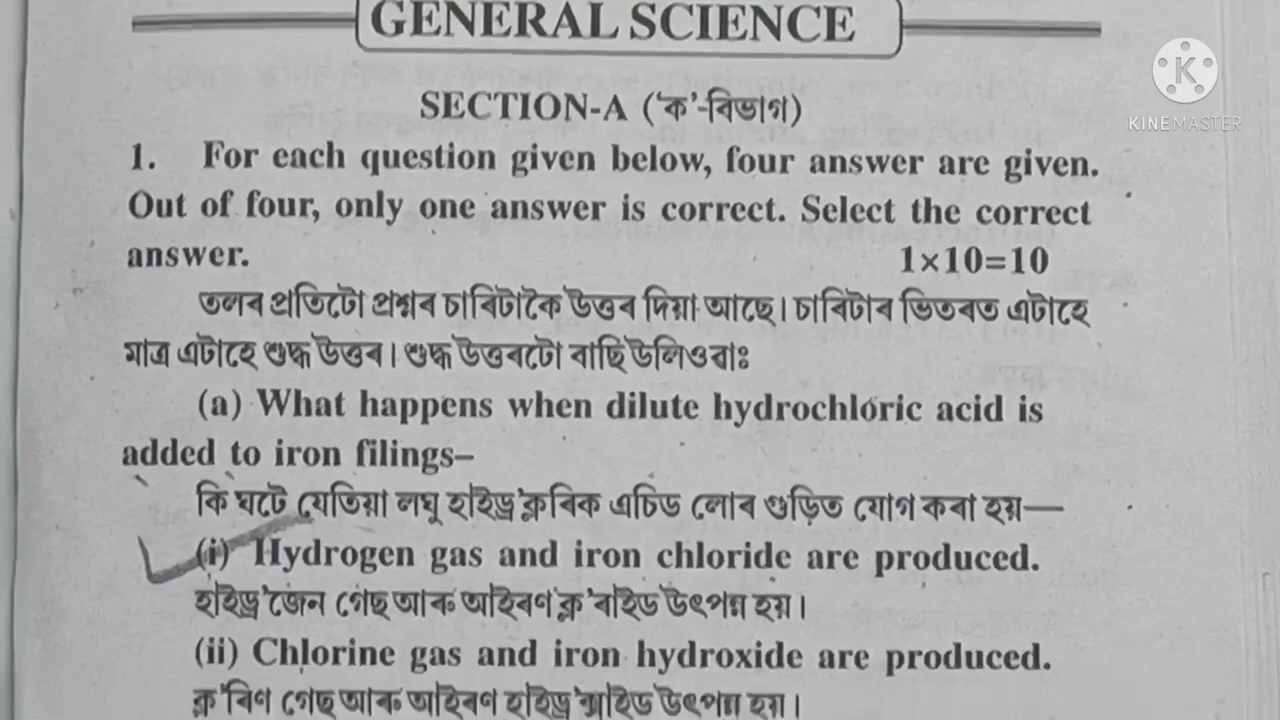 GENERAL SCIENCE
KINEMASTER
SECTION-A ('ক'-বিভাগ)
1. For each question given below, four answer are given.
Out of four, only one answer is correct. Select the correct
answer. 1×10=10
তলৰ প্ৰতিটো প্ৰশ্নৰ চাৰিটাকৈ উত্তৰ দিয়া আছে। চাৰিটাৰ ভিতৰত এটাহে
মাত্ৰ এটাহে শুদ্ধ উত্তৰ। শুদ্ধ উত্তৰটো বাছি উলিওৱাঃ
(a) What happens when dilute hydrochloric acid is
added to iron filings–
কি ঘটে যেতিয়া লঘু হাইড্ৰ'ক্লৰিক এচিড লোৰ গুড়িত যোগ কৰা হয়—
(i) Hydrogen gas and iron chloride are produced.
হাইড্ৰ'জেন গেছ আৰু আইৰণ ক্ল'ৰাইড উৎপন্ন হয়।
(ii) Chlorine gas and iron hydroxide are produced.
ক্ল'ৰিণ গেছ আৰু আইৰণ হাইড্ৰ'ক্সাইড উৎপন্ন হয়।